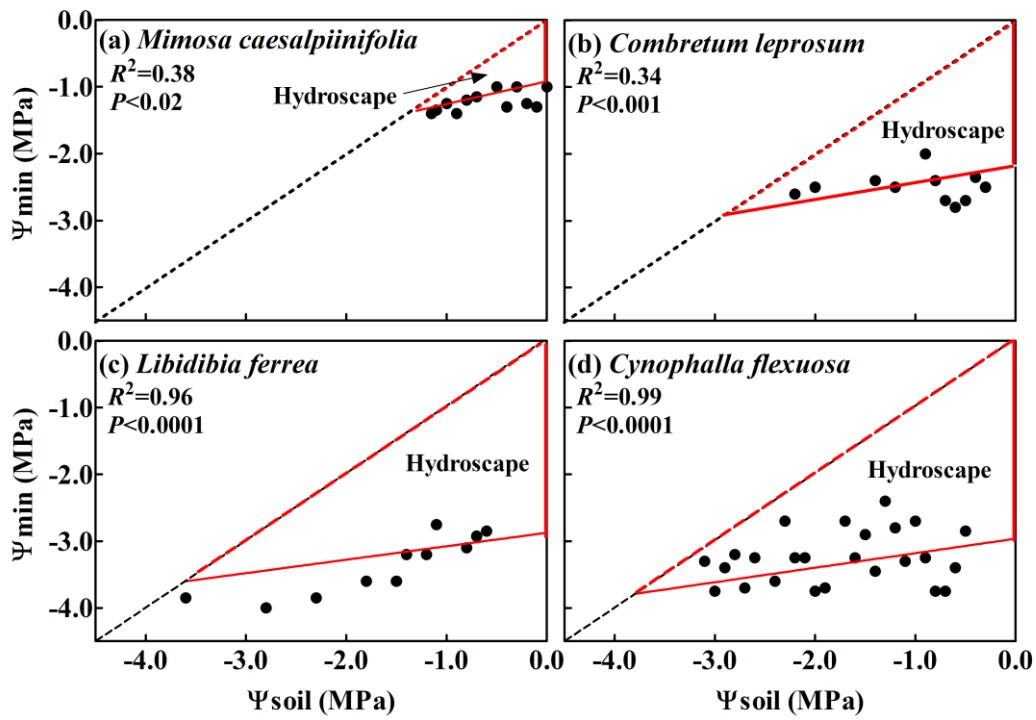 (a) Mimosa caesalpiinifolia
R²=0.38
P<0.02
Hydroscape
(b) Combretum leprosum
R²=0.34
P<0.001
Hydroscape
0.0
-1.0
-2.0
-3.0
-4.0
Ψmin (MPa)
(c) Libidibia ferrea
R²=0.96
P<0.0001
Hydroscape
(d) Cynophalla flexuosa
R²=0.99
P<0.0001
Hydroscape
0.0
-1.0
-2.0
-3.0
-4.0
Ψmin (MPa)
-4.0 -3.0 -2.0 -1.0 0.0
-4.0 -3.0 -2.0 -1.0 0.0
Ψsoil (MPa)
Ψsoil (MPa)